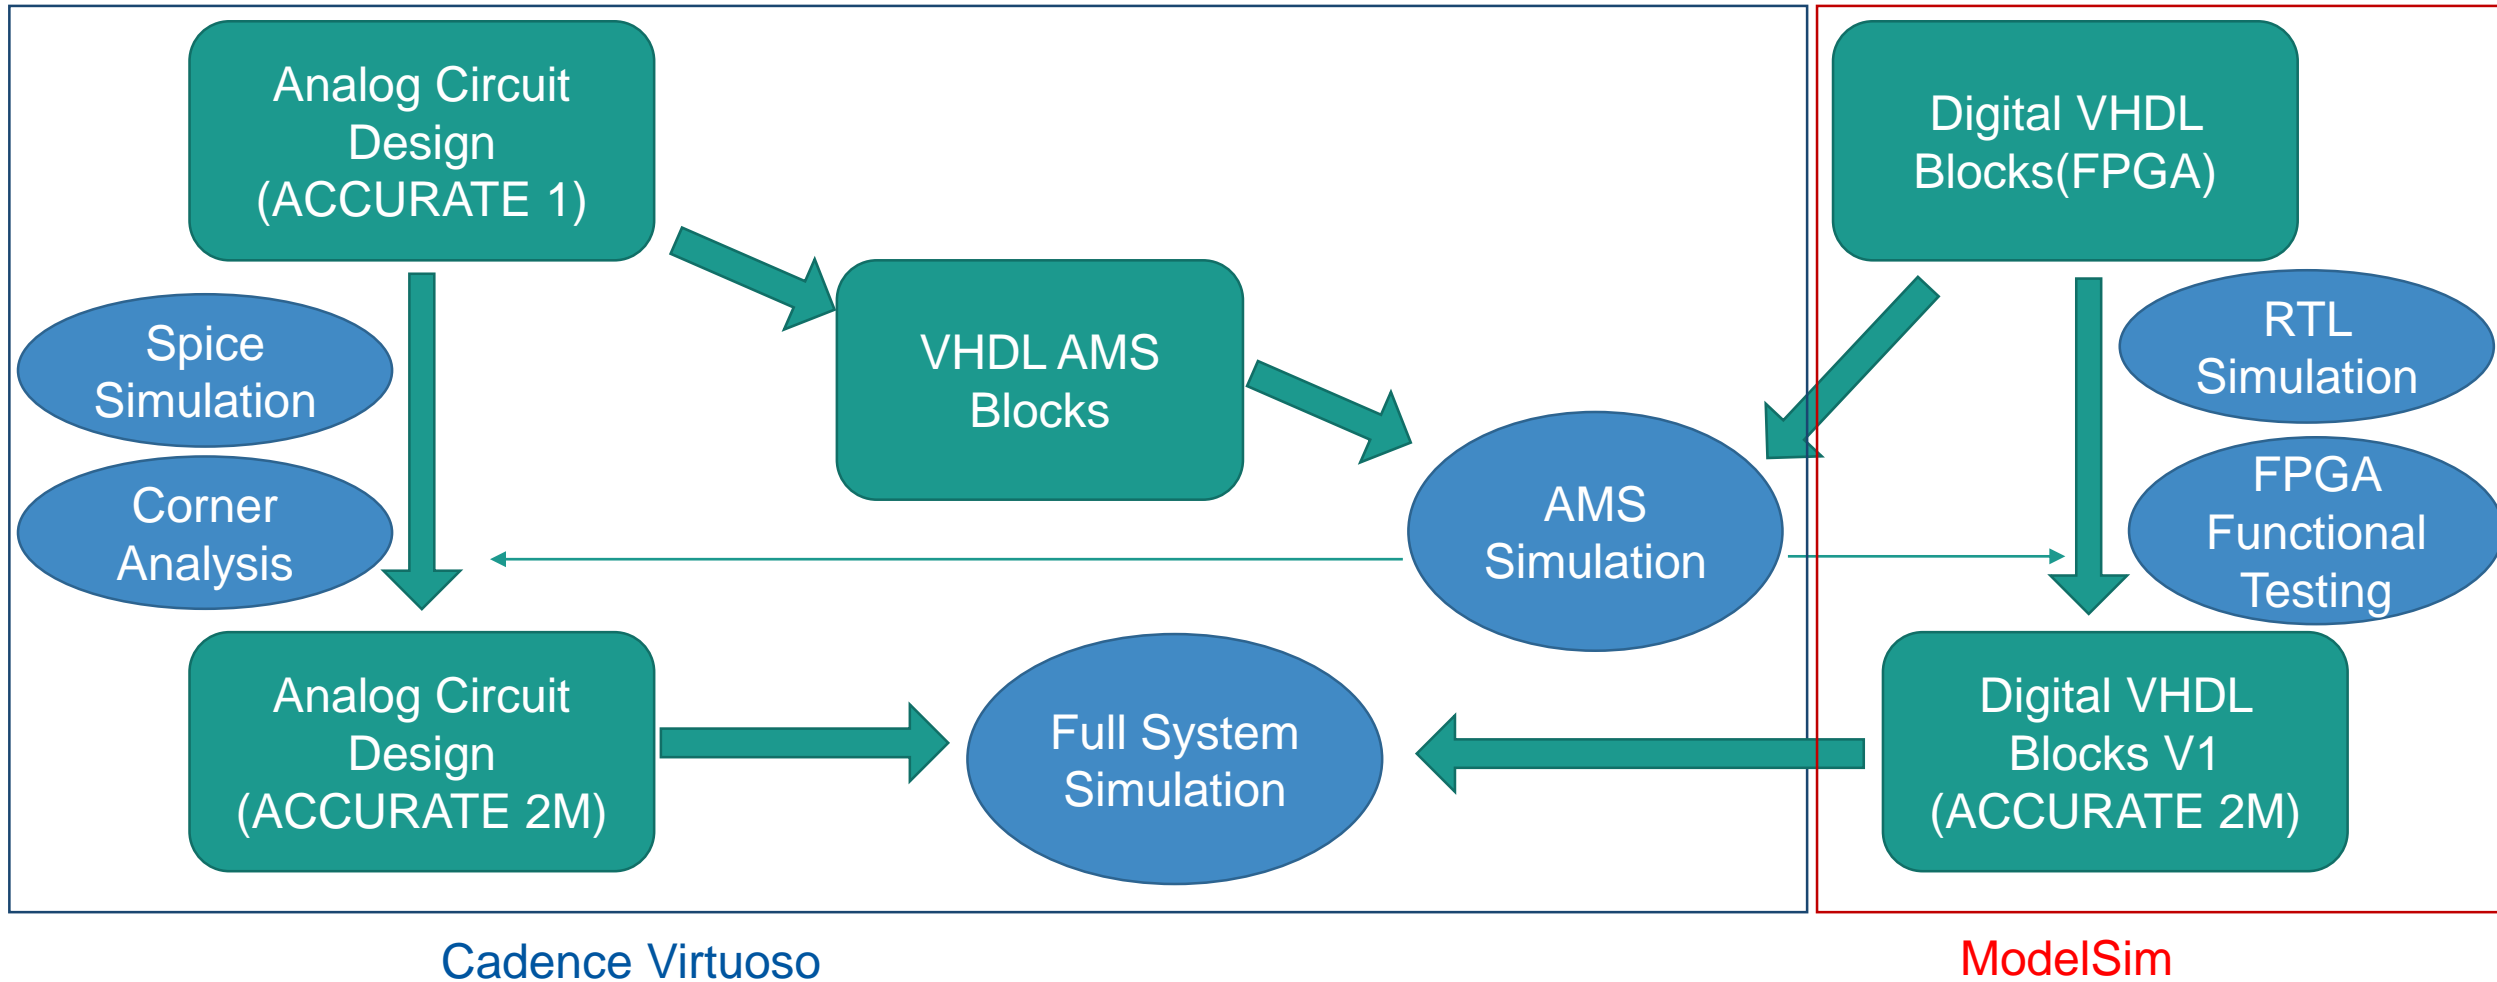 Analog Circuit
Design
(ACCURATE 1)
Digital VHDL
Blocks(FPGA)
Spice
Simulation
VHDL AMS
Blocks
RTL
Simulation
Corner
Analysis
AMS
Simulation
FPGA
Functional
Testing
Analog Circuit
Design
(ACCURATE 2M)
Full System
Simulation
Digital VHDL
Blocks V1
(ACCURATE 2M)
Cadence Virtuoso
ModelSim